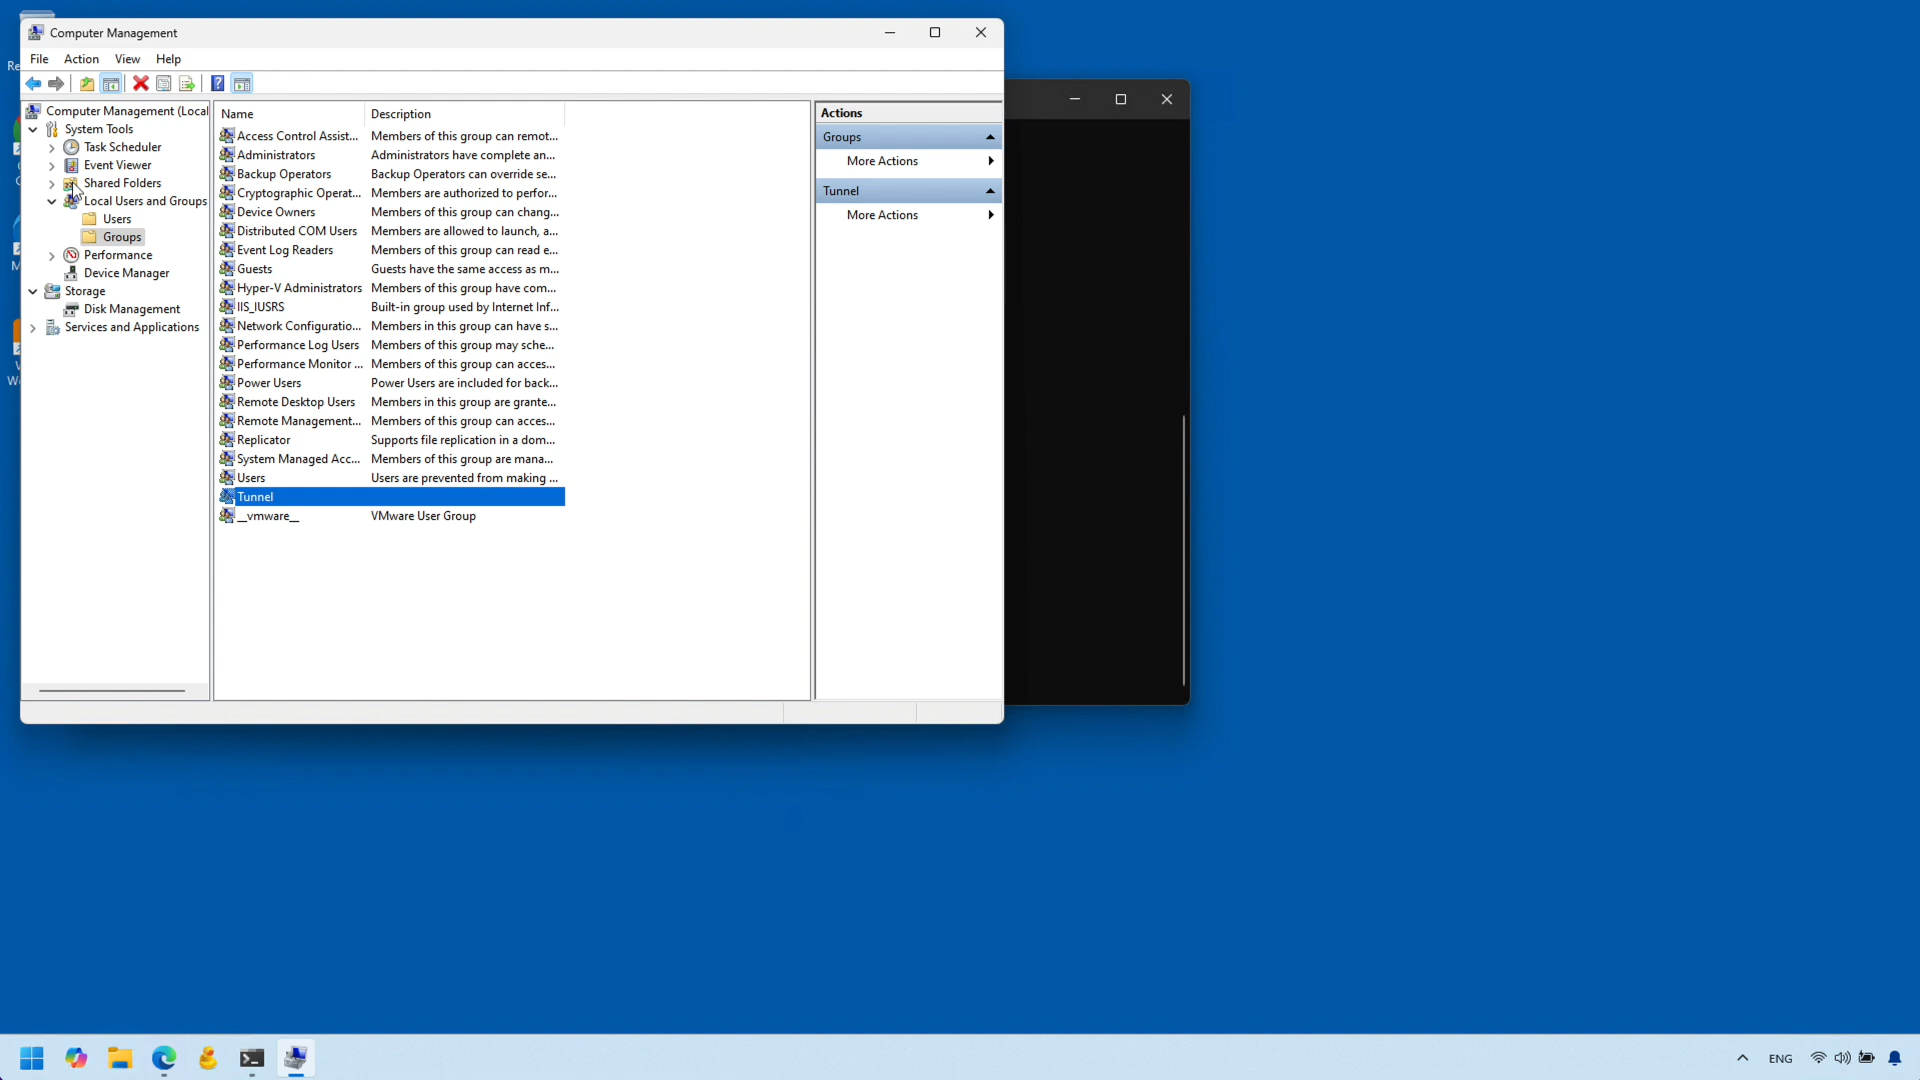 Computer Management
File Action View Help
Computer Management (Local
System Tools
Task Scheduler
Event Viewer
Shared Folders
Local Users and Groups
Users
Groups
Performance
Device Manager
Storage
Disk Management
Services and Applications
Name Description
Access Control Assist... Members of this group can remot...
Administrators Administrators have complete an...
Backup Operators Backup Operators can override se...
Cryptographic Operat... Members are authorized to perfor...
Device Owners Members of this group can chang...
Distributed COM Users Members are allowed to launch, a...
Event Log Readers Members of this group can read e...
Guests Guests have the same access as m...
Hyper-V Administrators Members of this group have com...
IIS_IUSRS Built-in group used by Internet Inf...
Network Configuratio... Members in this group can have s...
Performance Log Users Members of this group may sche...
Performance Monitor ... Members of this group can acces...
Power Users Power Users are included for back...
Remote Desktop Users Members in this group are grante...
Remote Management... Members of this group can acces...
Replicator Supports file replication in a dom...
System Managed Acc... Members of this group are mana...
Users Users are prevented from making ...
Tunnel
__vmware__ VMware User Group
Actions
Groups
More Actions
Tunnel
More Actions
ENG